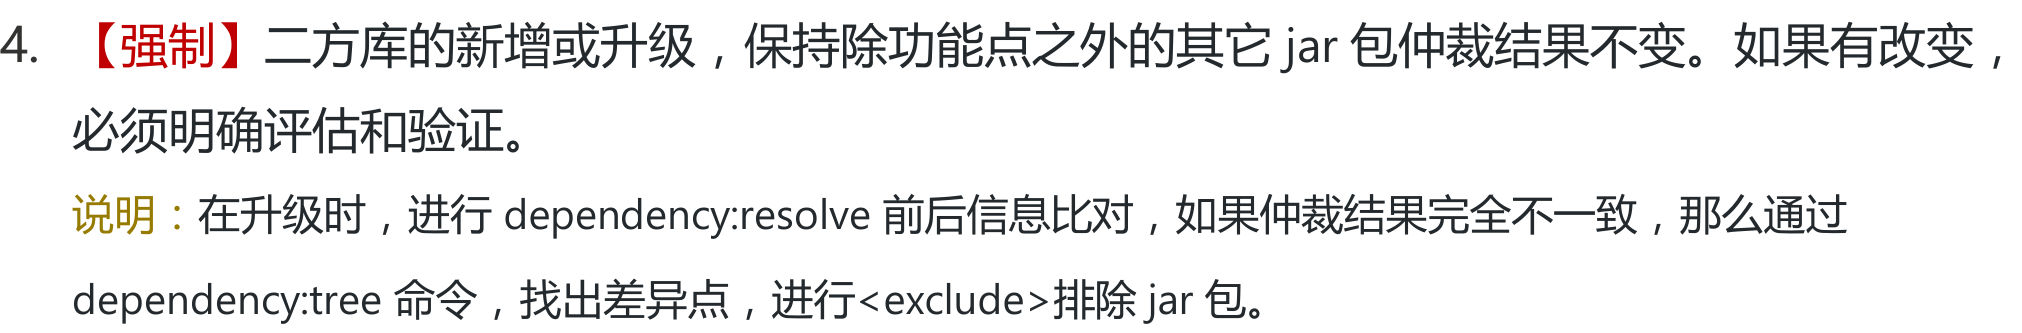 4. 【强制】二方库的新增或升级，保持除功能点之外的其它 jar 包仲裁结果不变。如果有改变，
必须明确评估和验证。
说明：在升级时，进行 dependency:resolve 前后信息比对，如果仲裁结果完全不一致，那么通过
dependency:tree 命令，找出差异点，进行<exclude>排除 jar 包。